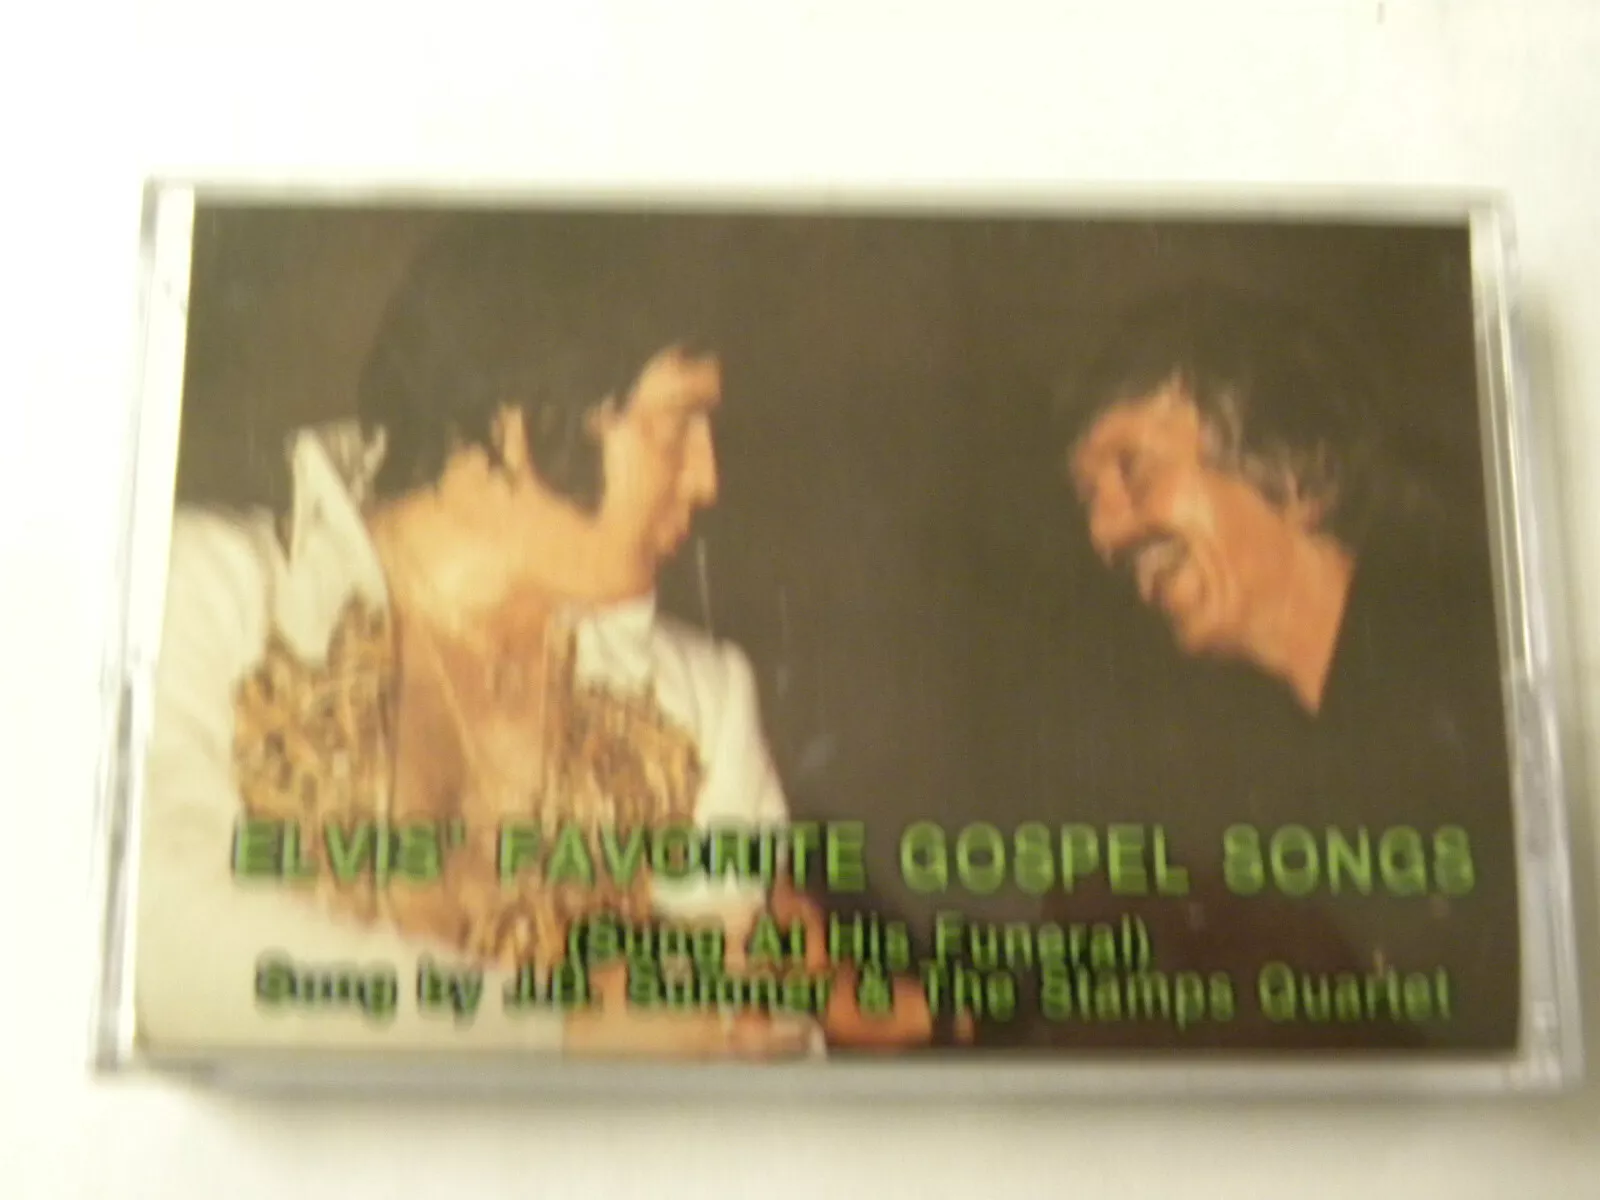 ELVIS' FAVORITE GOSPEL SONGS
(Sung At His Funeral)
Sung by J.D. Sumner & The Stamps Quartet